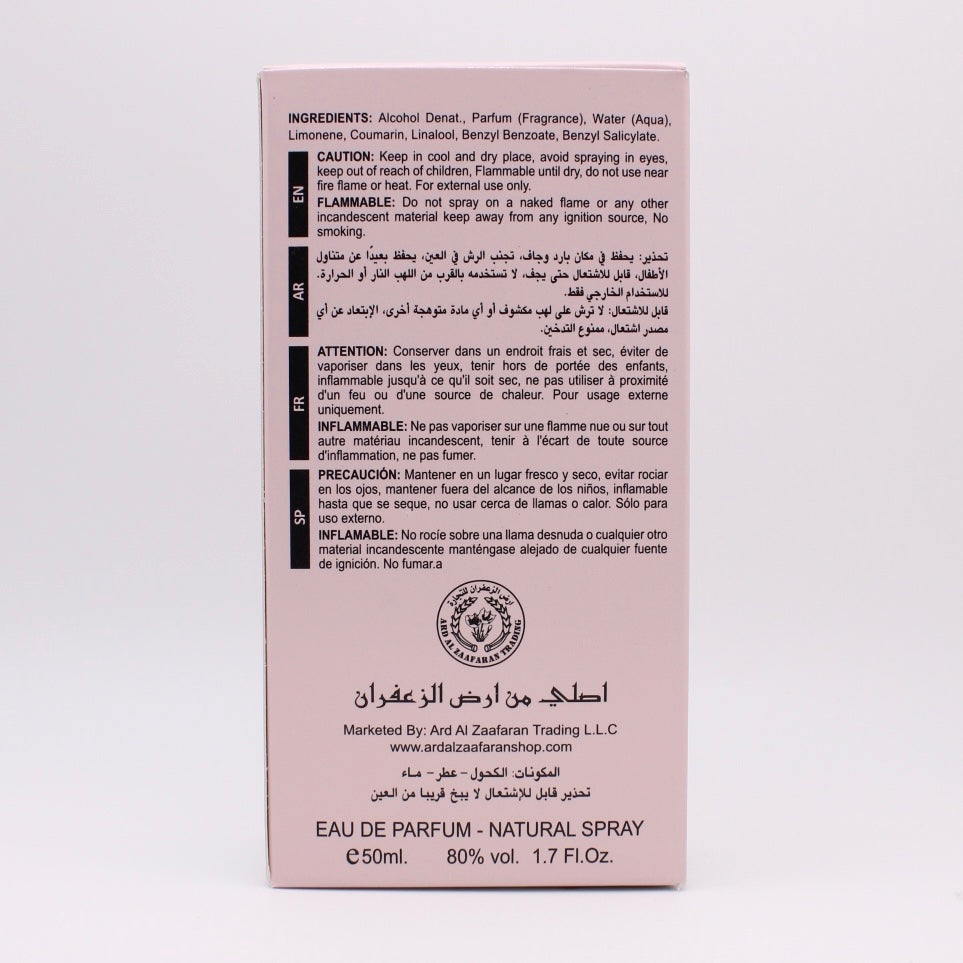 INGREDIENTS: Alcohol Denat., Parfum (Fragrance), Water (Aqua),
Limonene, Coumarin, Linalool, Benzyl Benzoate, Benzyl Salicylate.
EN
CAUTION: Keep in cool and dry place, avoid spraying in eyes,
keep out of reach of children, Flammable until dry, do not use near
fire flame or heat. For external use only.
FLAMMABLE: Do not spray on a naked flame or any other
incandescent material keep away from any ignition source, No
smoking.
AR
تحذير: يحفظ في مكان بارد وجاف، تجنب الرش في العين، يحفظ بعيدًا عن متناول
الأطفال، قابل للاشتعال حتى يجف، لا تستخدمه بالقرب من اللهب النار أو الحرارة.
للاستخدام الخارجي فقط.
قابل للاشتعال: لا ترش على لهب مكشوف أو أي مادة متوهجة أخرى، الإبتعاد عن أي
مصدر اشتعال، ممنوع التدخين.
FR
ATTENTION: Conserver dans un endroit frais et sec, éviter de
vaporiser dans les yeux, tenir hors de portée des enfants,
inflammable jusqu'à ce qu'il soit sec, ne pas utiliser à proximité
d'un feu ou d'une source de chaleur. Pour usage externe
uniquement.
INFLAMMABLE: Ne pas vaporiser sur une flamme nue ou sur tout
autre matériau incandescent, tenir à l'écart de toute source
d'inflammation, ne pas fumer.
SP
PRECAUCIÓN: Mantener en un lugar fresco y seco, evitar rociar
en los ojos, mantener fuera del alcance de los niños, inflamable
hasta que se seque, no usar cerca de llamas o calor. Sólo para
uso externo.
INFLAMABLE: No rocíe sobre una llama desnuda o cualquier otro
material incandescente manténgase alejado de cualquier fuente
de ignición. No fumar.a
ارض الزعفران للتجارة
ARD AL ZAAFARAN TRADING
اصلي من ارض الزعفران
Marketed By: Ard Al Zaafaran Trading L.L.C
www.ardalzaafaranshop.com
المكونات: الكحول - عطر - ماء
تحذير قابل للإشتعال لا يبخ قريبا من العين
EAU DE PARFUM - NATURAL SPRAY
℮50ml. 80% vol. 1.7 Fl.Oz.